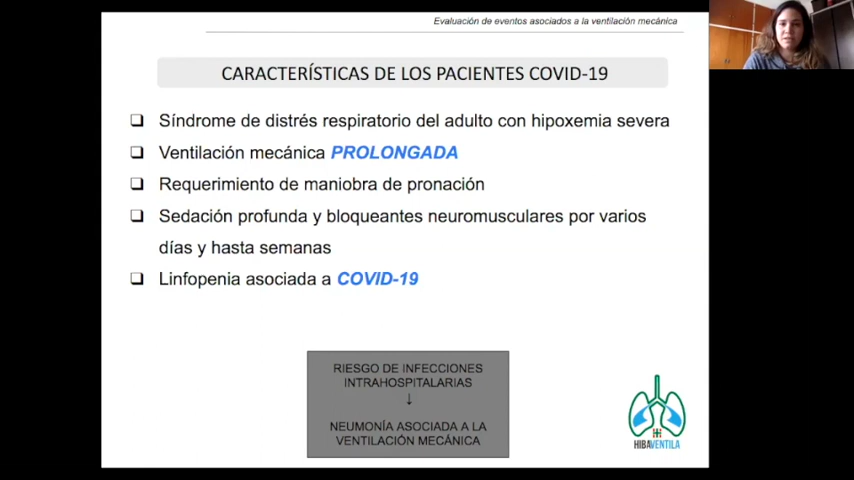 Evaluación de eventos asociados a la ventilación mecánica
CARACTERÍSTICAS DE LOS PACIENTES COVID-19
Síndrome de distrés respiratorio del adulto con hipoxemia severa
Ventilación mecánica PROLONGADA
Requerimiento de maniobra de pronación
Sedación profunda y bloqueantes neuromusculares por varios
días y hasta semanas
Linfopenia asociada a COVID-19
RIESGO DE INFECCIONES
INTRAHOSPITALARIAS
↓
NEUMONÍA ASOCIADA A LA
VENTILACIÓN MECÁNICA
HIBAVENTILA